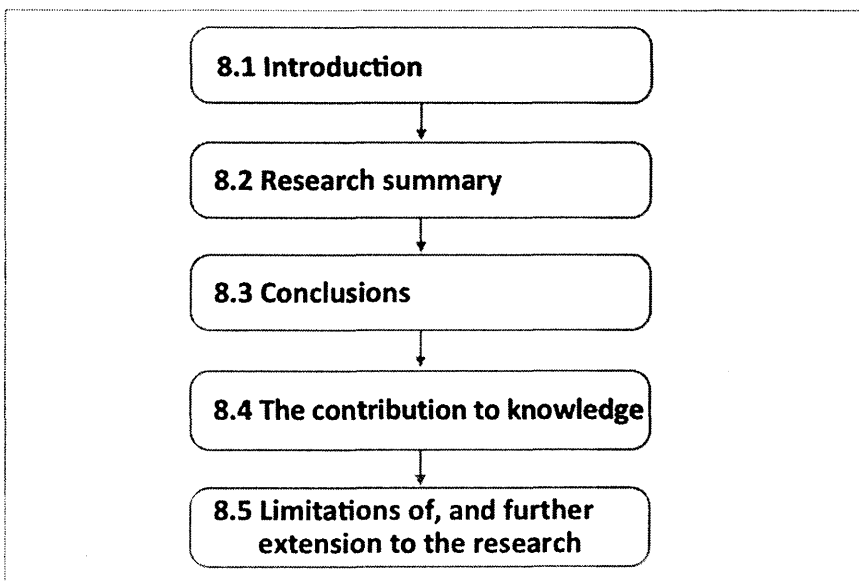 8.1 Introduction
8.2 Research summary
8.3 Conclusions
8.4 The contribution to knowledge
8.5 Limitations of, and further
extension to the research